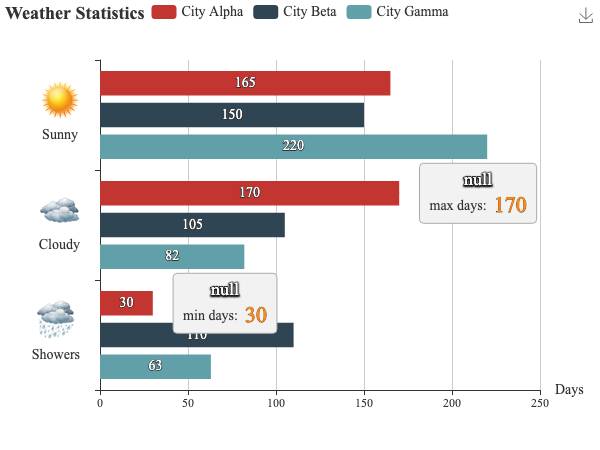 Weather Statistics City Alpha City Beta City Gamma
165
150
220
Sunny
null
max days: 170
170
105
82
Cloudy
null
min days: 30
30
110
63
Showers
Days
0 50 100 150 200 250